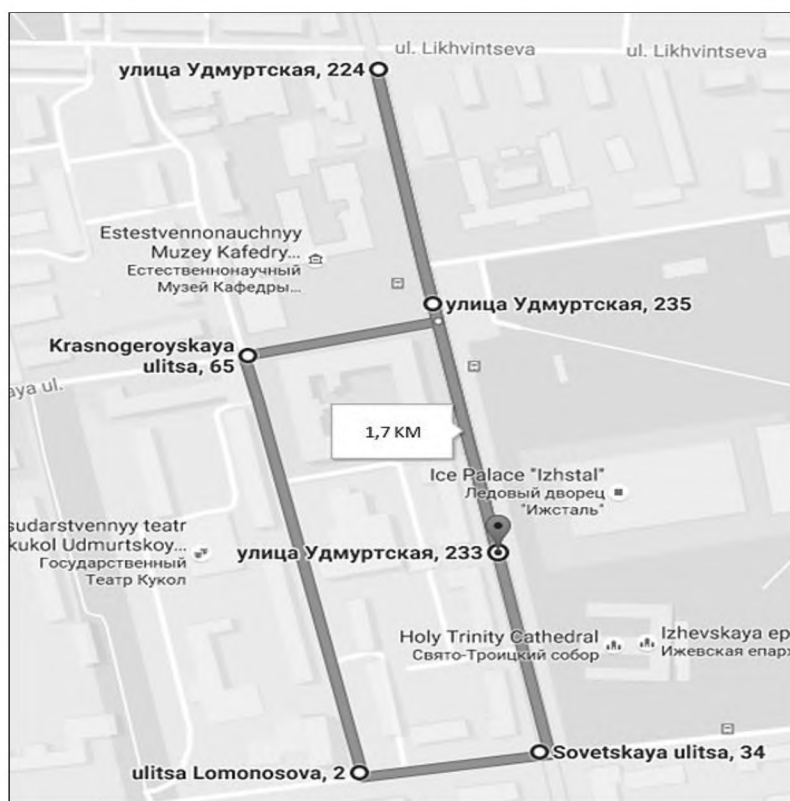 ul. Likhvintseva
ul. Likhvintseva
улица Удмуртская, 224
Estestvennonauchnyy
Muzey Kafedry...
Естественнонаучный
Музей Кафедры...
улица Удмуртская, 235
Krasnogeroyskaya
ulitsa, 65
aya ul.
1,7 КМ
Ice Palace "Izhstal"
Ледовый дворец
"Ижсталь"
sudarstvennyy teatr
kukol Udmurtskoy...
Государственный
Театр Кукол
улица Удмуртская, 233
Holy Trinity Cathedral
Свято-Троицкий собор
Izhevskaya ep
Ижевская епарх
Sovetskaya ulitsa, 34
ulitsa Lomonosova, 2